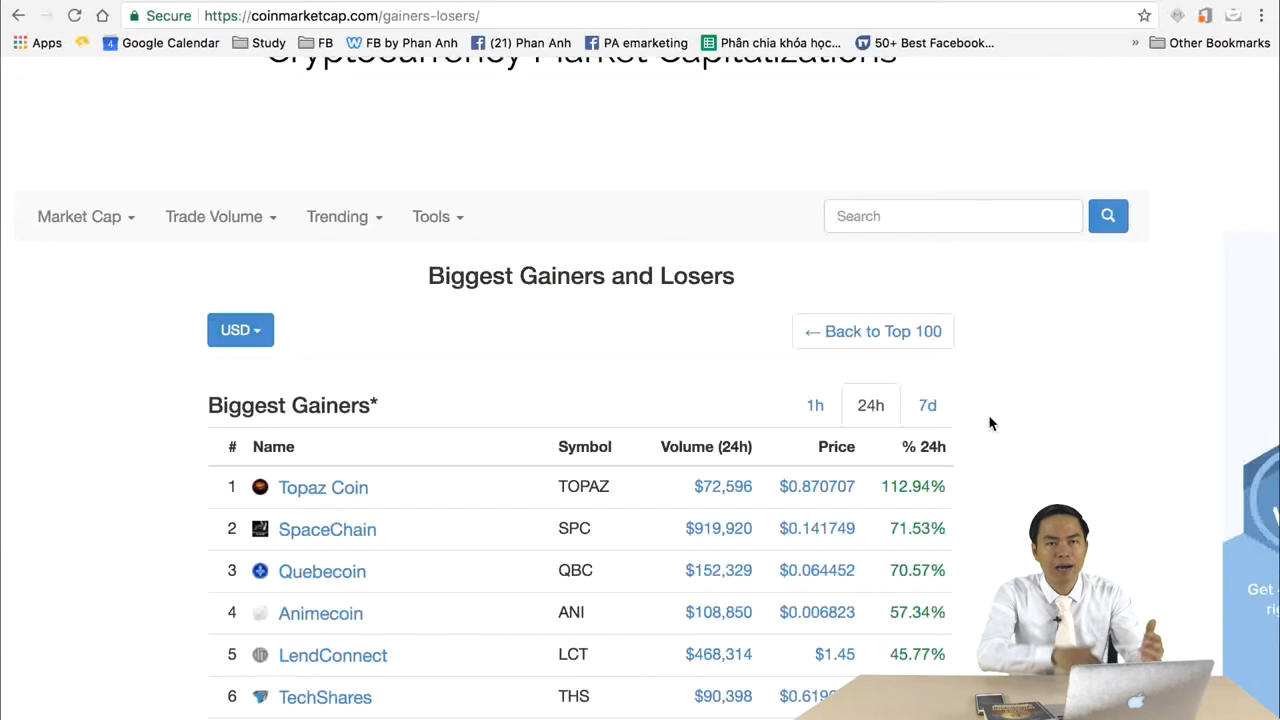 Secure https://coinmarketcap.com/gainers-losers/
Apps 4 Google Calendar Study FB FB by Phan Anh (21) Phan Anh PA emarketing Phân chia khóa học... 50+ Best Facebook... » Other Bookmarks
Cryptocurrency Market Capitalizations
Market Cap Trade Volume Trending Tools Search
Biggest Gainers and Losers
USD ← Back to Top 100
Biggest Gainers* 1h 24h 7d
# Name Symbol Volume (24h) Price % 24h
1 Topaz Coin TOPAZ $72,596 $0.870707 112.94%
2 SpaceChain SPC $919,920 $0.141749 71.53%
3 Quebecoin QBC $152,329 $0.064452 70.57%
4 Animecoin ANI $108,850 $0.006823 57.34%
5 LendConnect LCT $468,314 $1.45 45.77%
6 TechShares THS $90,398
Get